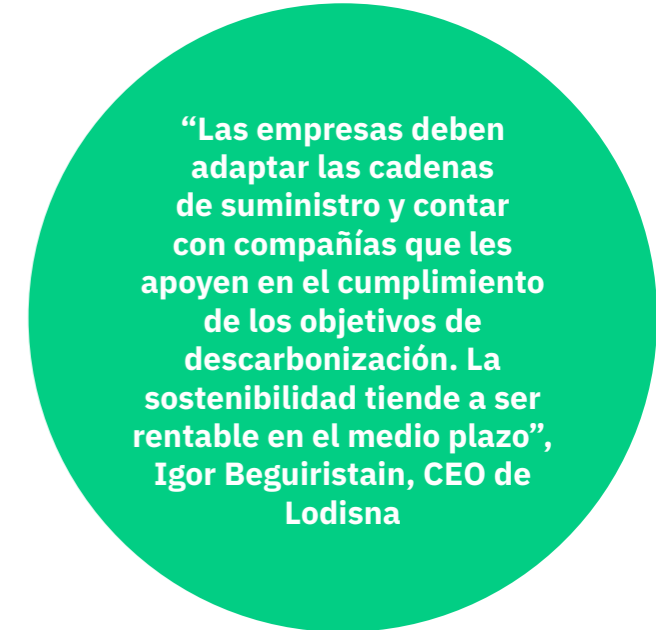 “Las empresas deben
adaptar las cadenas
de suministro y contar
con compañías que les
apoyen en el cumplimiento
de los objetivos de
descarbonización. La
sostenibilidad tiende a ser
rentable en el medio plazo”,
Igor Beguiristain, CEO de
Lodisna